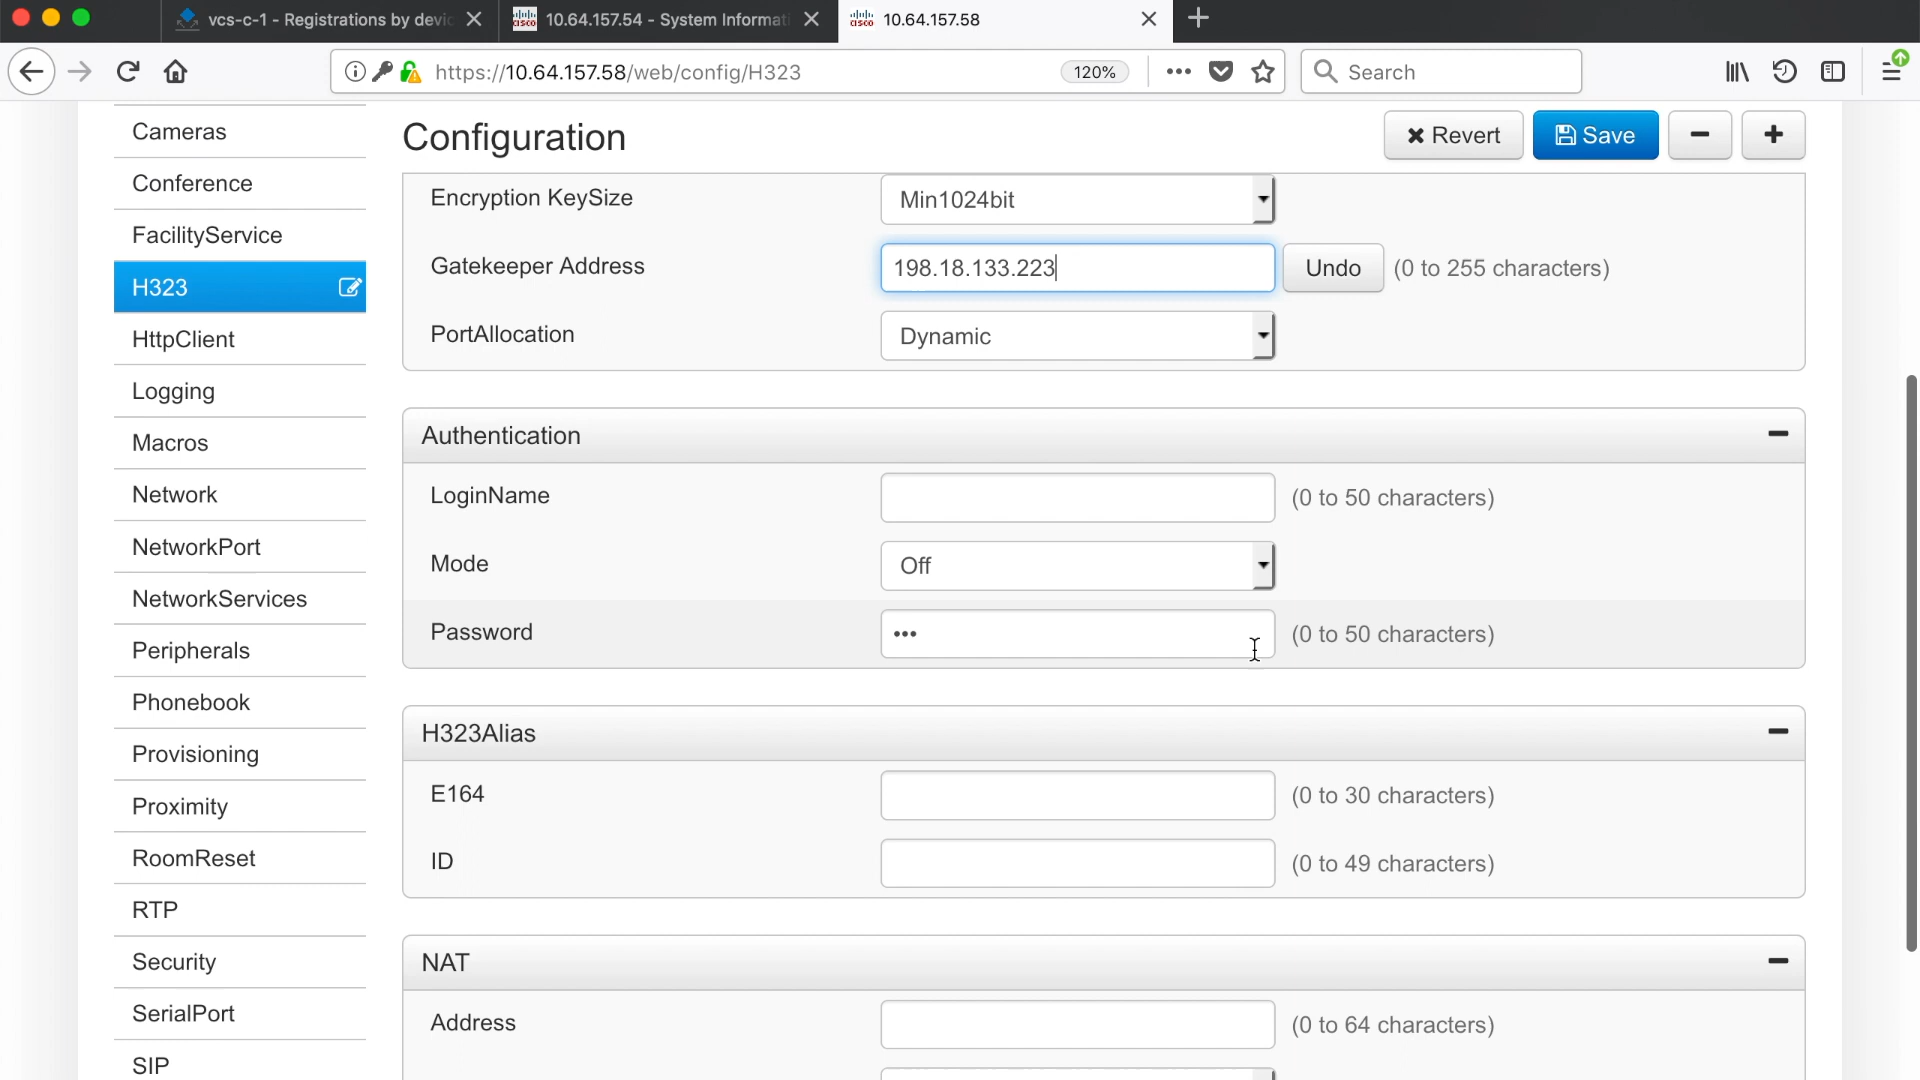 vcs-c-1 - Registrations by devic
10.64.157.54 - System Informati
10.64.157.58
https://10.64.157.58/web/config/H323
120%
Search
Cameras
Conference
FacilityService
H323
HttpClient
Logging
Macros
Network
NetworkPort
NetworkServices
Peripherals
Phonebook
Provisioning
Proximity
RoomReset
RTP
Security
SerialPort
SIP
Configuration
Revert
Save
Encryption KeySize
Min1024bit
Gatekeeper Address
198.18.133.223
Undo
(0 to 255 characters)
PortAllocation
Dynamic
Authentication
LoginName
(0 to 50 characters)
Mode
Off
Password
•••
(0 to 50 characters)
H323Alias
E164
(0 to 30 characters)
ID
(0 to 49 characters)
NAT
Address
(0 to 64 characters)